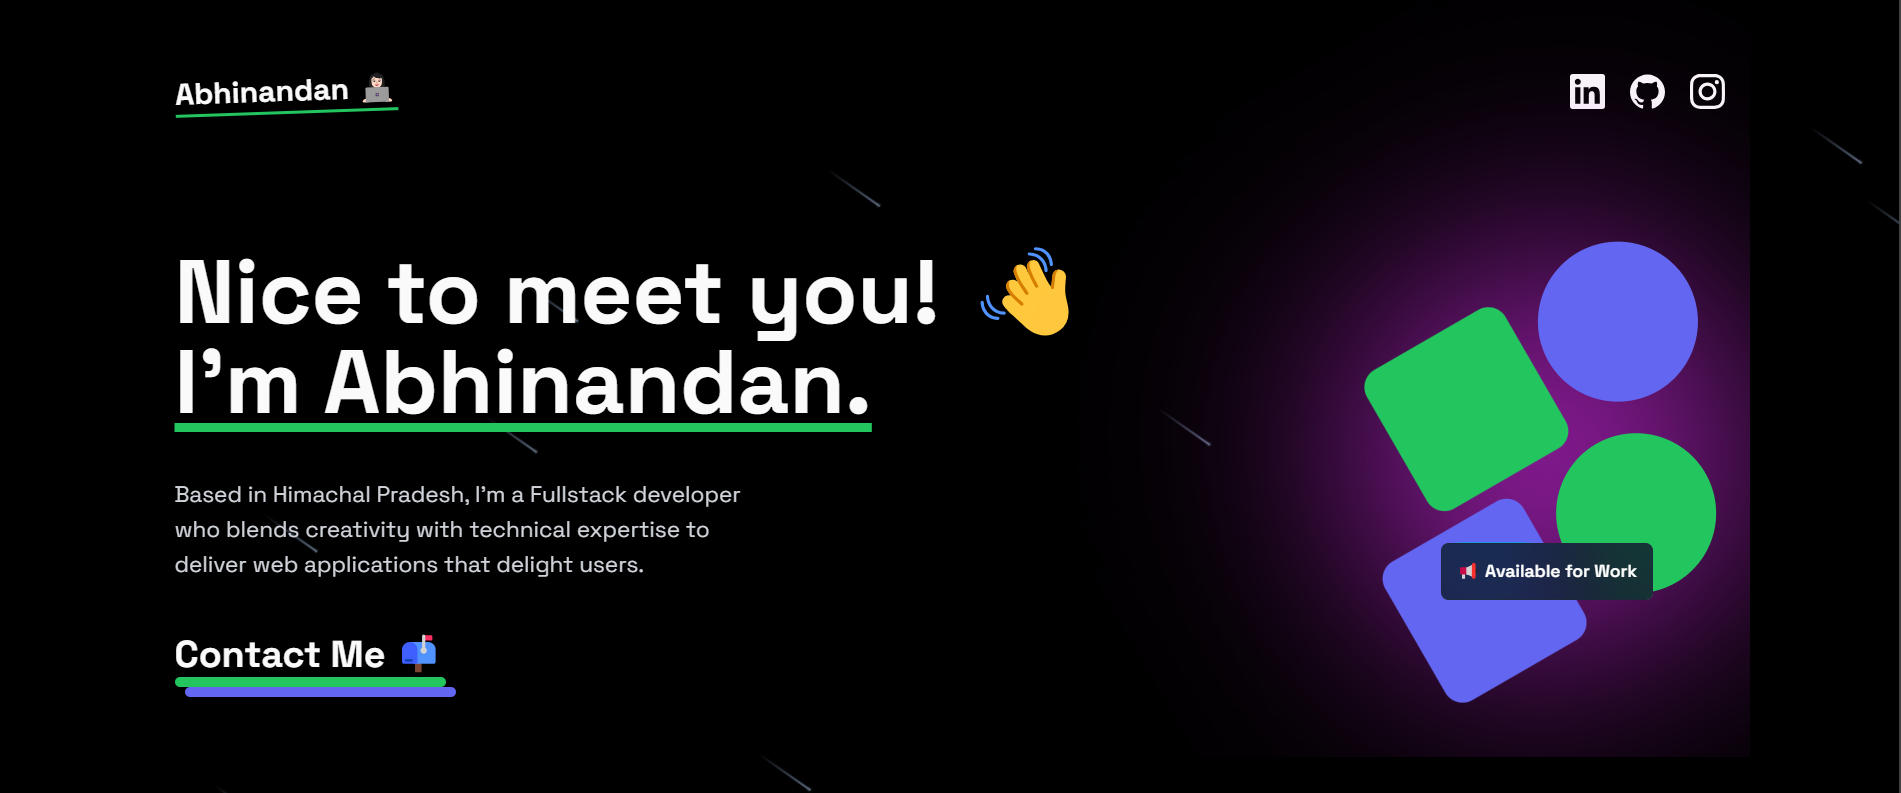 Abhinandan
Nice to meet you!
I'm Abhinandan.
Based in Himachal Pradesh, I'm a Fullstack developer
who blends creativity with technical expertise to
deliver web applications that delight users.
Contact Me
Available for Work